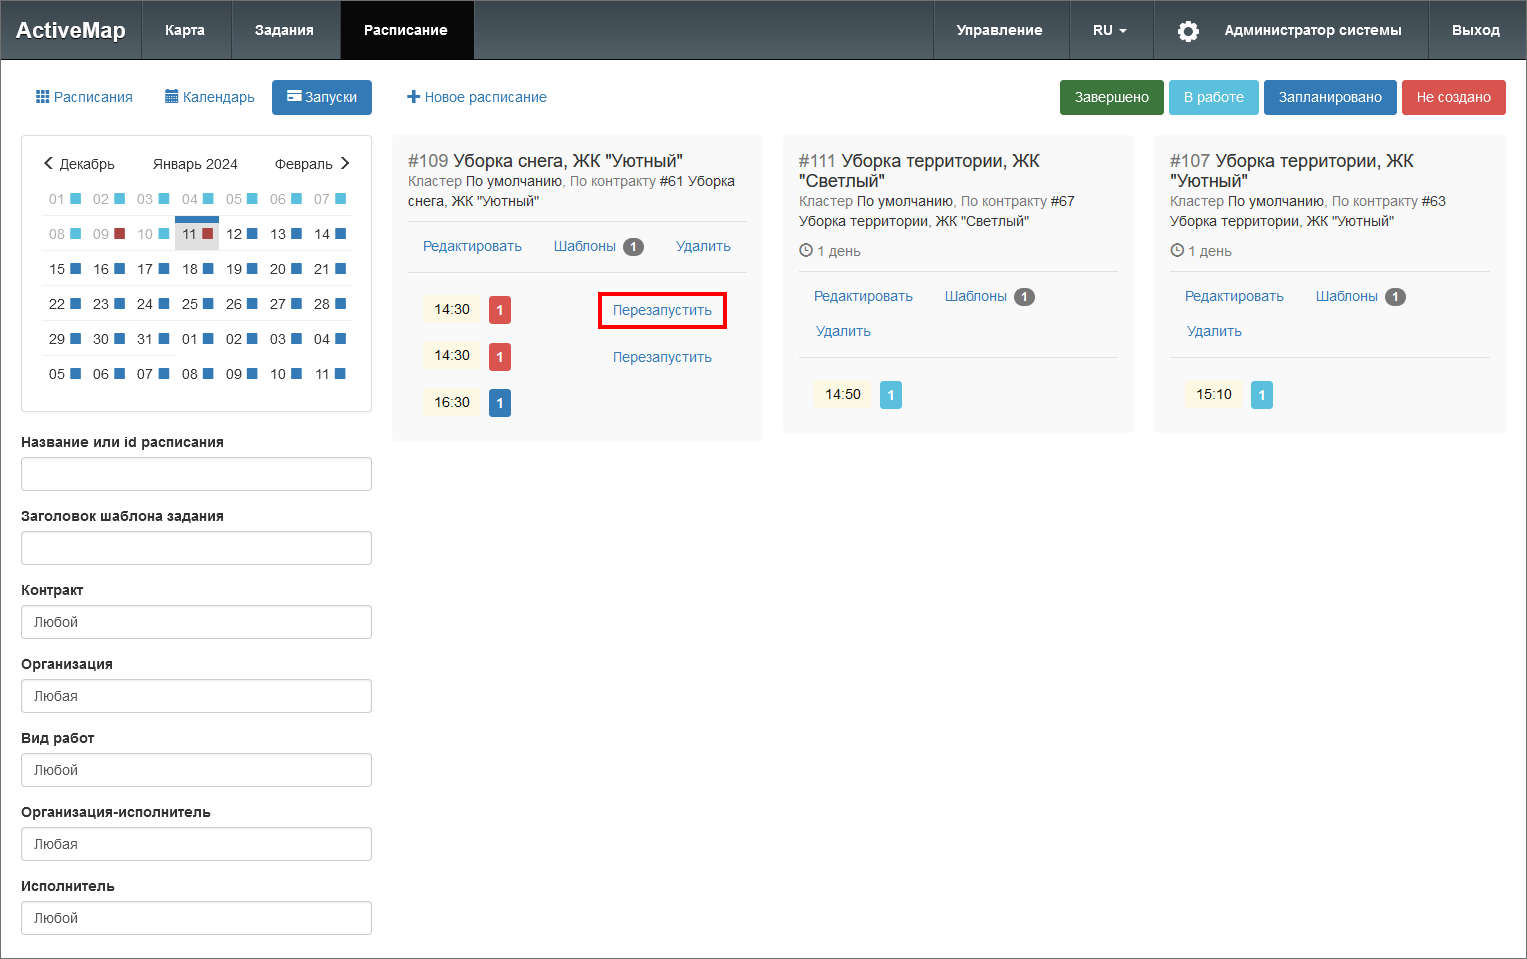 ActiveMap Карта Задания Расписание Управление RU Администратор системы Выход
Расписания Календарь Запуски Новое расписание Завершено В работе Запланировано Не создано
Декабрь Январь 2024 Февраль
01 02 03 04 05 06 07
08 09 10 11 12 13 14
15 16 17 18 19 20 21
22 23 24 25 26 27 28
29 30 31 01 02 03 04
05 06 07 08 09 10 11
Название или id расписания
Заголовок шаблона задания
Контракт
Любой
Организация
Любая
Вид работ
Любой
Организация-исполнитель
Любая
Исполнитель
Любой
#109 Уборка снега, ЖК "Уютный"
Кластер По умолчанию, По контракту #61 Уборка
снега, ЖК "Уютный"
Редактировать Шаблоны 1 Удалить
14:30 1 Перезапустить
14:30 1 Перезапустить
16:30 1
#111 Уборка территории, ЖК
"Светлый"
Кластер По умолчанию, По контракту #67
Уборка территории, ЖК "Светлый"
1 день
Редактировать Шаблоны 1
Удалить
14:50 1
#107 Уборка территории, ЖК
"Уютный"
Кластер По умолчанию, По контракту #63
Уборка территории, ЖК "Уютный"
1 день
Редактировать Шаблоны 1
Удалить
15:10 1